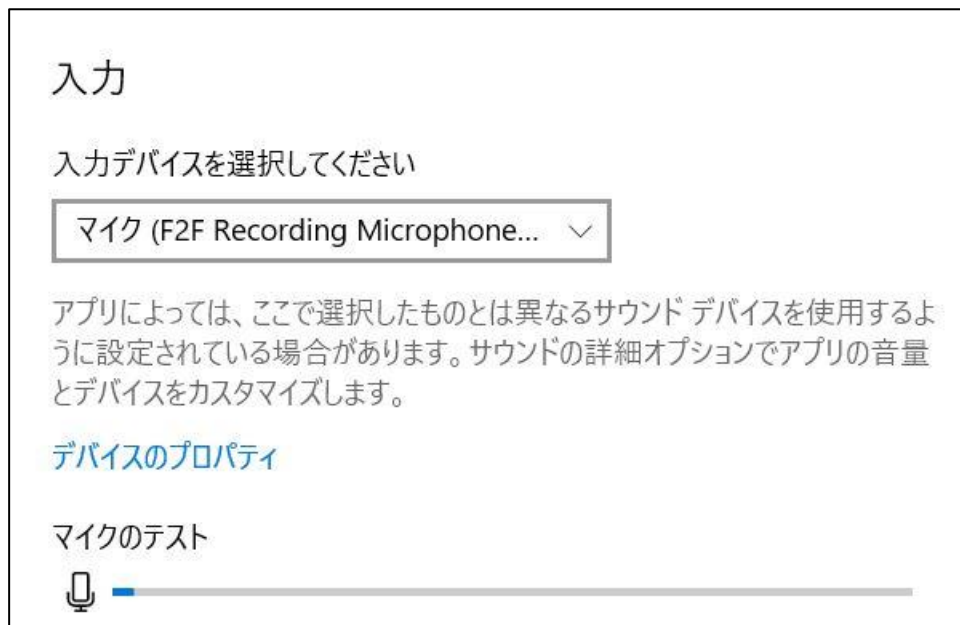 入力
入力デバイスを選択してください
マイク (F2F Recording Microphone...
アプリによっては、ここで選択したものとは異なるサウンド デバイスを使用するよ
うに設定されている場合があります。サウンドの詳細オプションでアプリの音量
とデバイスをカスタマイズします。
デバイスのプロパティ
マイクのテスト